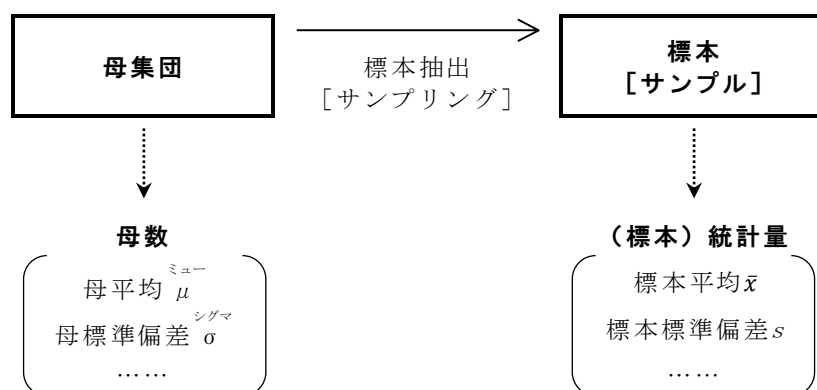 母集団
標本抽出
[サンプリング]
標本
[サンプル]
母数
ミュー
母平均 μ
シグマ
母標準偏差 σ
……
(標本)統計量
標本平均x̄
標本標準偏差s
……